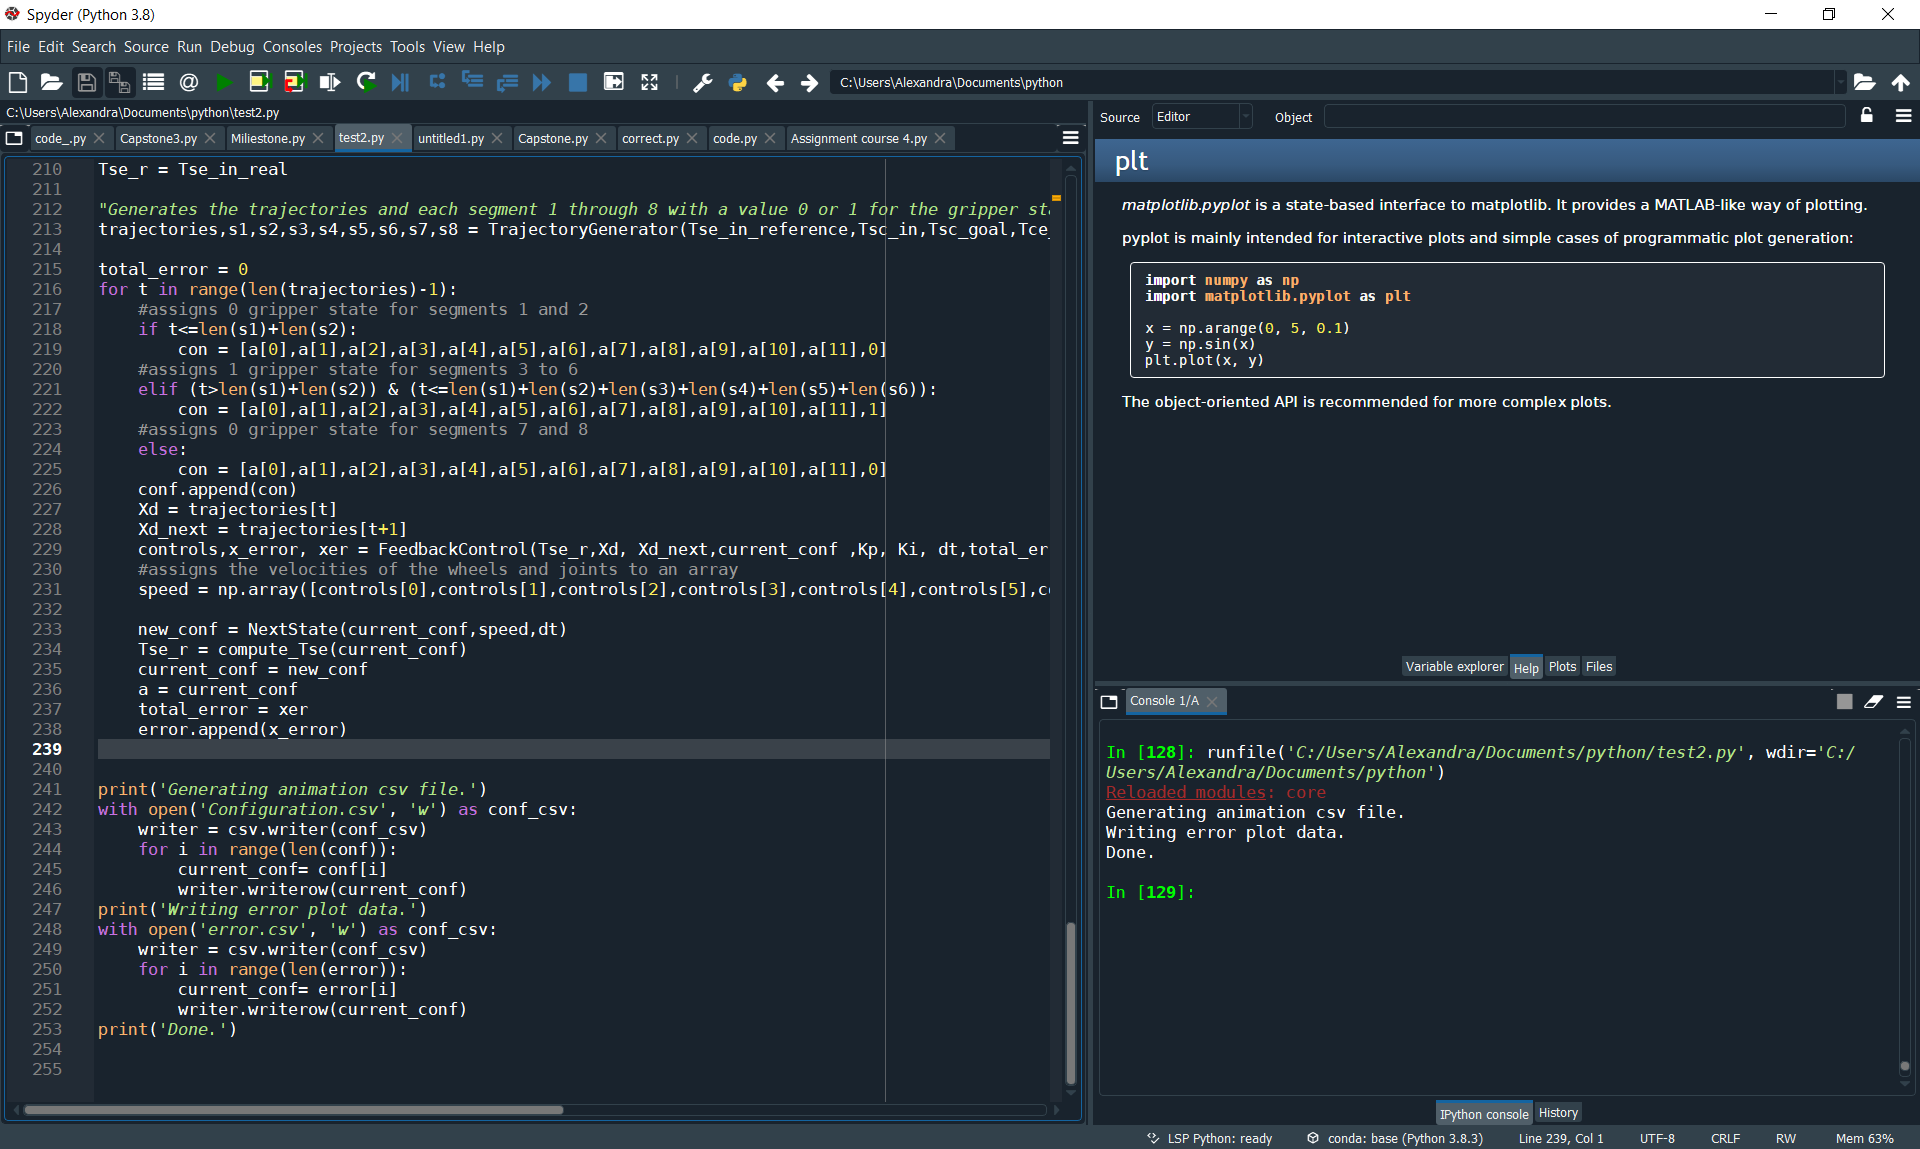 Spyder (Python 3.8)
File Edit Search Source Run Debug Consoles Projects Tools View Help
C:\Users\Alexandra\Documents\python
C:\Users\Alexandra\Documents\python\test2.py
code_.py Capstone3.py Miliestone.py test2.py untitled1.py Capstone.py correct.py code.py Assignment course 4.py
210 Tse_r = Tse_in_real
211
212 "Generates the trajectories and each segment 1 through 8 with a value 0 or 1 for the gripper st
213 trajectories,s1,s2,s3,s4,s5,s6,s7,s8 = TrajectoryGenerator(Tse_in_reference,Tsc_in,Tsc_goal,Tce_
214
215 total_error = 0
216 for t in range(len(trajectories)-1):
217     #assigns 0 gripper state for segments 1 and 2
218     if t<=len(s1)+len(s2):
219         con = [a[0],a[1],a[2],a[3],a[4],a[5],a[6],a[7],a[8],a[9],a[10],a[11],0]
220     #assigns 1 gripper state for segments 3 to 6
221     elif (t>len(s1)+len(s2)) & (t<=len(s1)+len(s2)+len(s3)+len(s4)+len(s5)+len(s6)):
222         con = [a[0],a[1],a[2],a[3],a[4],a[5],a[6],a[7],a[8],a[9],a[10],a[11],1]
223     #assigns 0 gripper state for segments 7 and 8
224     else:
225         con = [a[0],a[1],a[2],a[3],a[4],a[5],a[6],a[7],a[8],a[9],a[10],a[11],0]
226     conf.append(con)
227     Xd = trajectories[t]
228     Xd_next = trajectories[t+1]
229     controls,x_error, xer = FeedbackControl(Tse_r,Xd, Xd_next,current_conf ,Kp, Ki, dt,total_er
230     #assigns the velocities of the wheels and joints to an array
231     speed = np.array([controls[0],controls[1],controls[2],controls[3],controls[4],controls[5],c
232
233     new_conf = NextState(current_conf,speed,dt)
234     Tse_r = compute_Tse(current_conf)
235     current_conf = new_conf
236     a = current_conf
237     total_error = xer
238     error.append(x_error)
239
240
241 print('Generating animation csv file.')
242 with open('Configuration.csv', 'w') as conf_csv:
243     writer = csv.writer(conf_csv)
244     for i in range(len(conf)):
245         current_conf= conf[i]
246         writer.writerow(current_conf)
247 print('Writing error plot data.')
248 with open('error.csv', 'w') as conf_csv:
249     writer = csv.writer(conf_csv)
250     for i in range(len(error)):
251         current_conf= error[i]
252         writer.writerow(current_conf)
253 print('Done.')
254
255
Source Editor Object
plt
matplotlib.pyplot is a state-based interface to matplotlib. It provides a MATLAB-like way of plotting.
pyplot is mainly intended for interactive plots and simple cases of programmatic plot generation:
import numpy as np
import matplotlib.pyplot as plt
x = np.arange(0, 5, 0.1)
y = np.sin(x)
plt.plot(x, y)
The object-oriented API is recommended for more complex plots.
Variable explorer Help Plots Files
Console 1/A
In [128]: runfile('C:/Users/Alexandra/Documents/python/test2.py', wdir='C:/
Users/Alexandra/Documents/python')
Reloaded modules: core
Generating animation csv file.
Writing error plot data.
Done.
In [129]:
IPython console History
LSP Python: ready conda: base (Python 3.8.3) Line 239, Col 1 UTF-8 CRLF RW Mem 63%